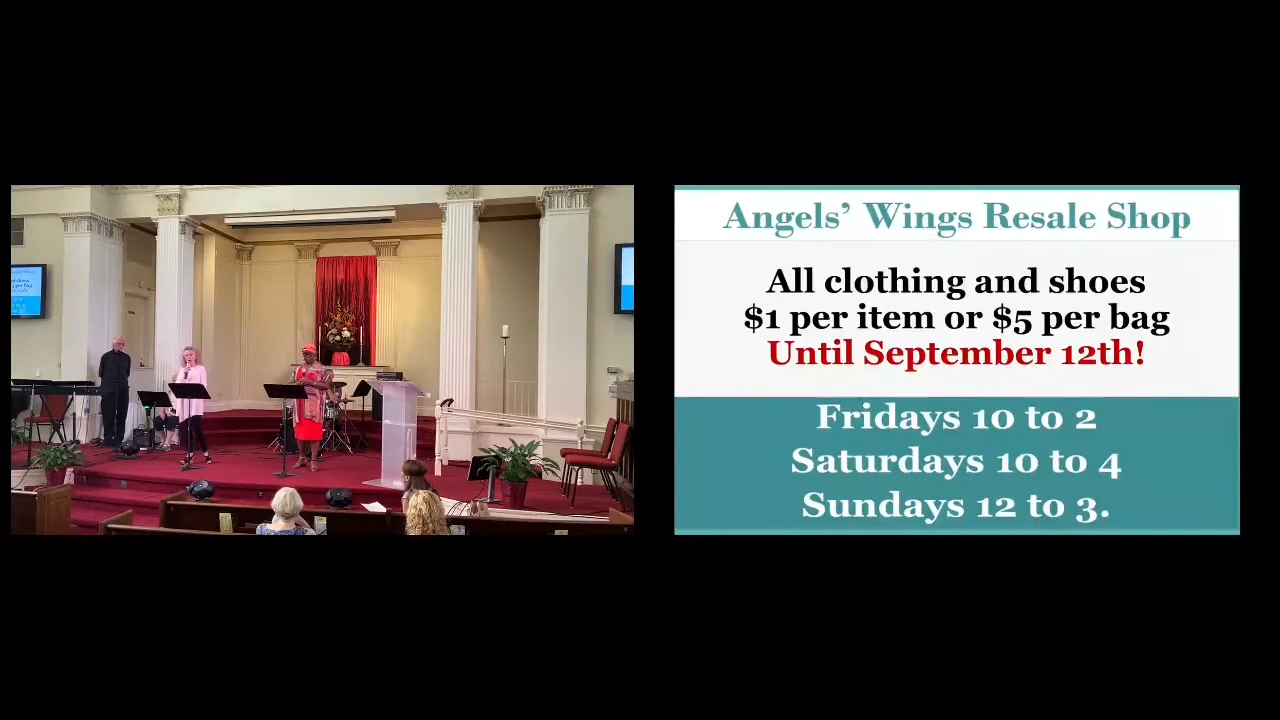 Angels’ Wings Resale Shop
All clothing and shoes
$1 per item or $5 per bag
Until September 12th!
Fridays 10 to 2
Saturdays 10 to 4
Sundays 12 to 3.